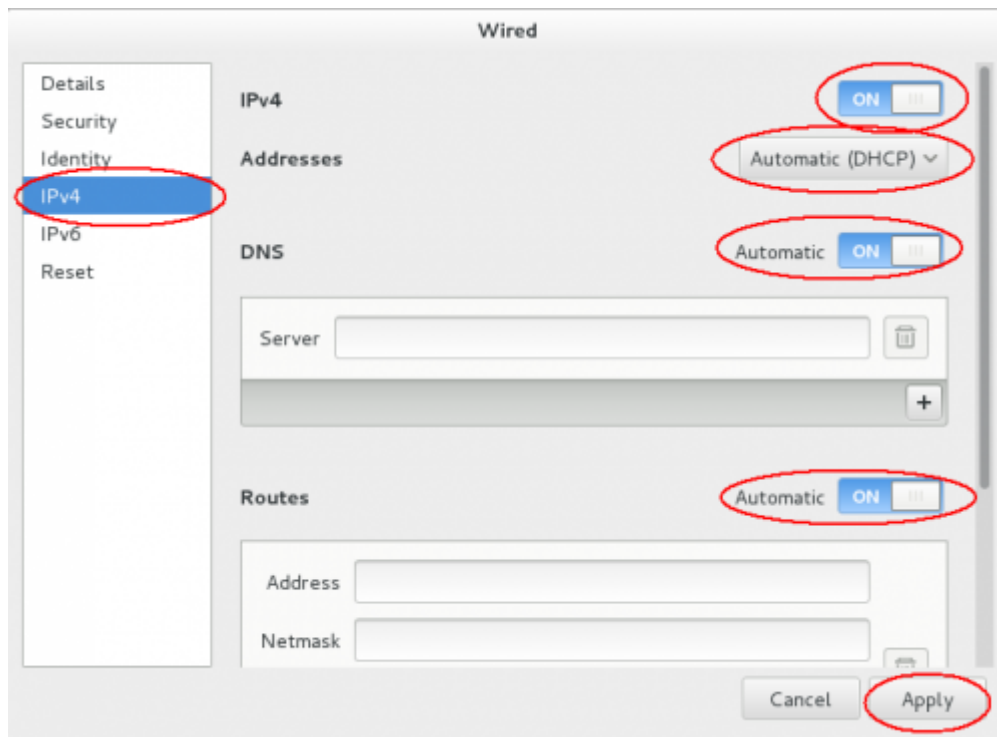 Wired
Details
Security
Identity
IPv4
IPv6
Reset
IPv4 ON
Addresses Automatic (DHCP)
DNS Automatic ON
Server
+
Routes Automatic ON
Address
Netmask
Cancel Apply